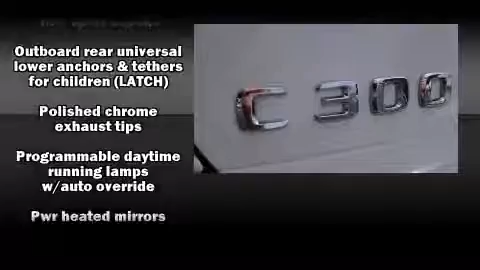 Outboard rear universal
lower anchors & tethers
for children (LATCH)
Polished chrome
exhaust tips
Programmable daytime
running lamps
w/auto override
Pwr heated mirrors
C 300